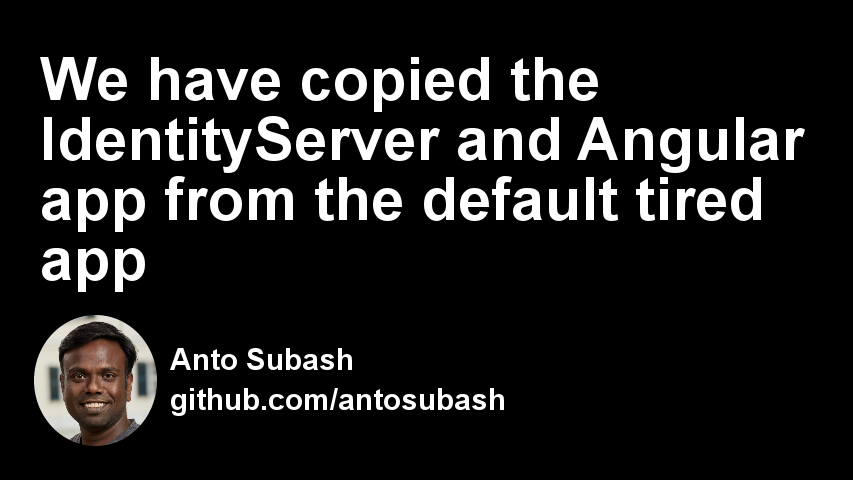 We have copied the
IdentityServer and Angular
app from the default tired
app
Anto Subash
github.com/antosubash